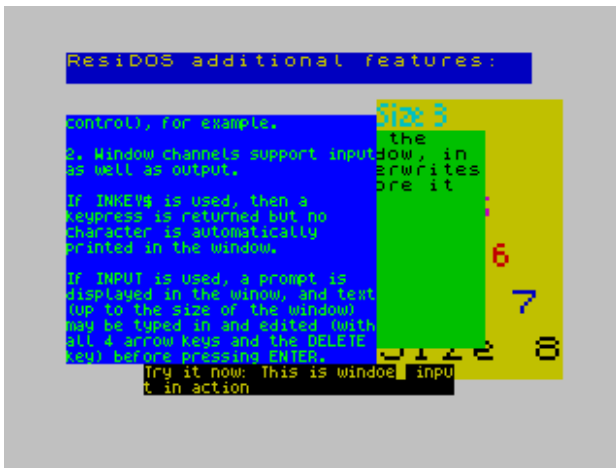 ResiDOS additional features:
control), for example.
2. Window channels support input
as well as output.
If INKEY$ is used, then a
keypress is returned but no
character is automatically
printed in the window.
If INPUT is used, a prompt is
displayed in the winow, and text
(up to the size of the window)
may be typed in and edited (with
all 4 arrow keys and the DELETE
key) before pressing ENTER.
Size 3
the
dow, in
erwrites
ore it
6
7
Size 8
Try it now: This is windoe inpu
t in action